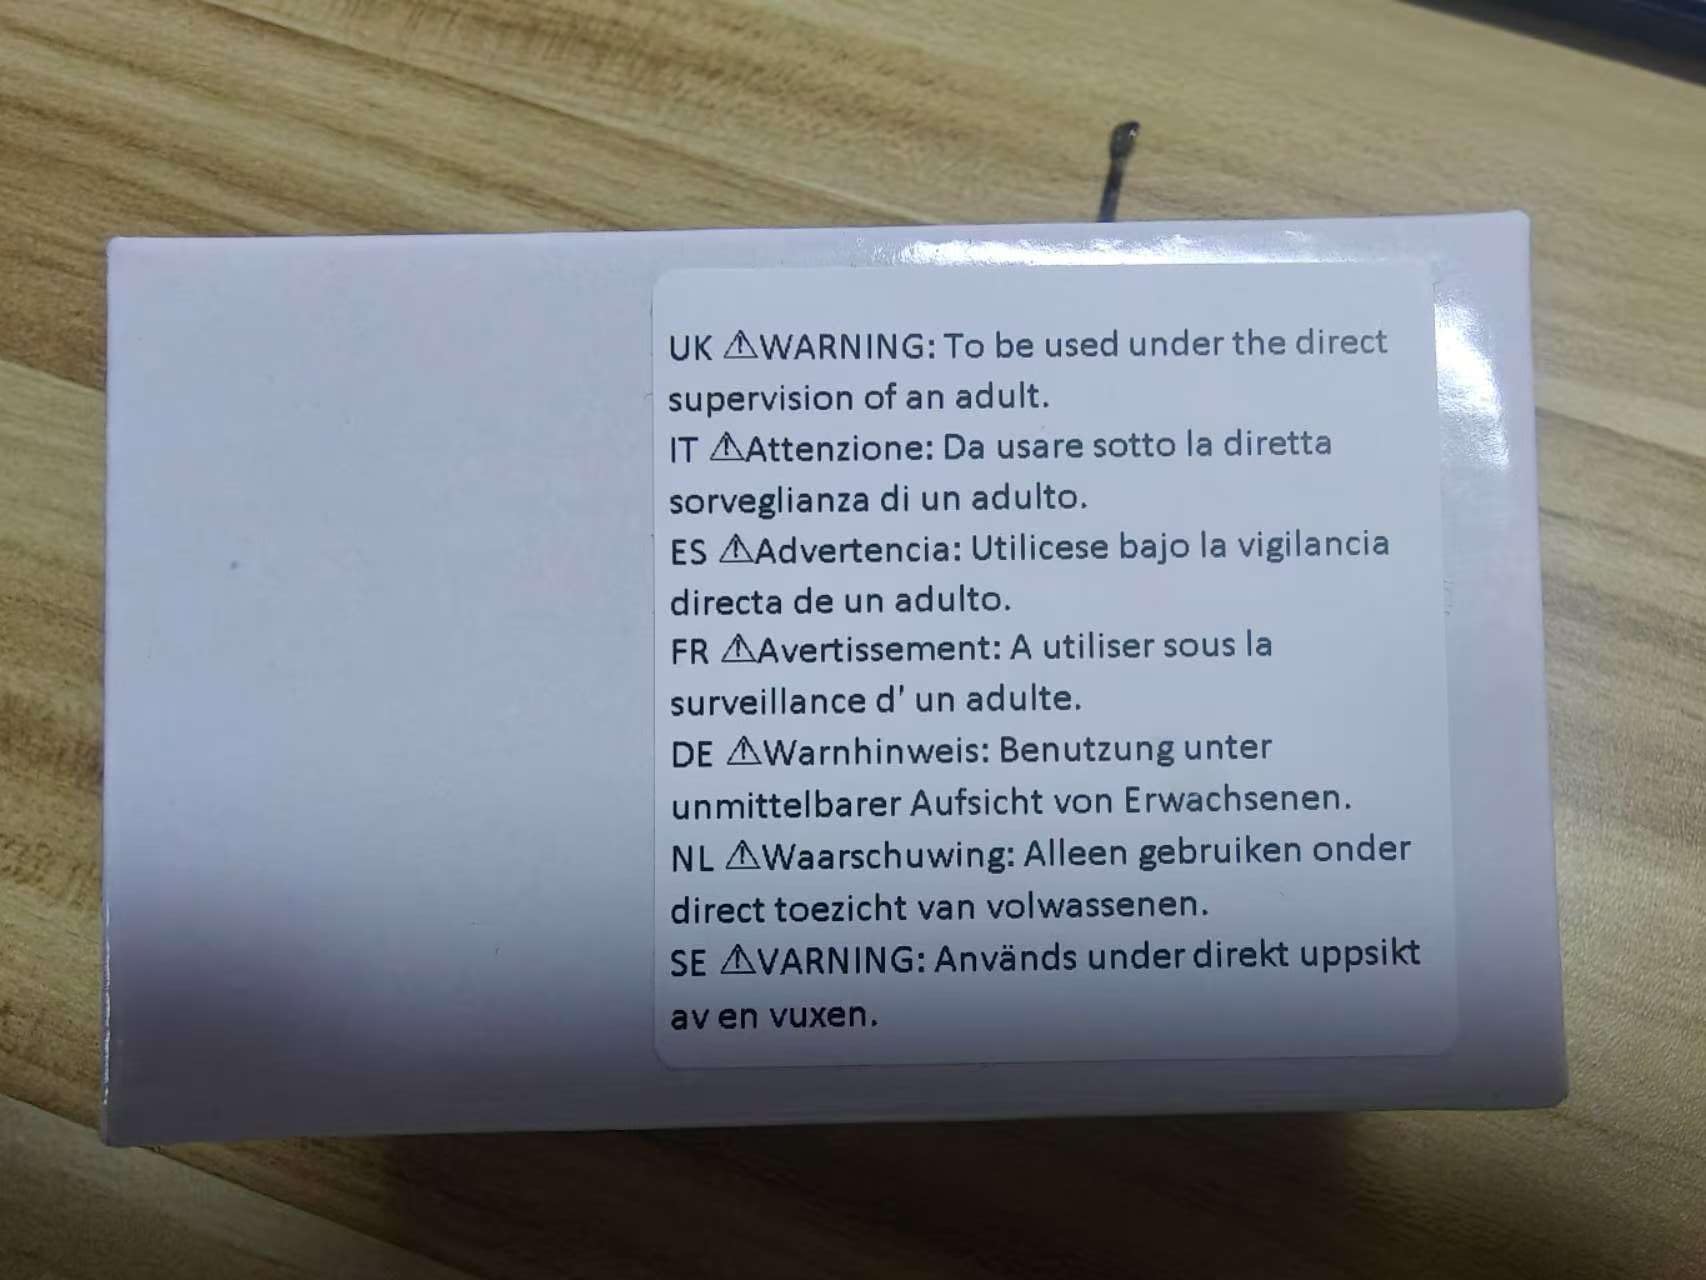 UK ⚠WARNING: To be used under the direct
supervision of an adult.
IT ⚠Attenzione: Da usare sotto la diretta
sorveglianza di un adulto.
ES ⚠Advertencia: Utilicese bajo la vigilancia
directa de un adulto.
FR ⚠Avertissement: A utiliser sous la
surveillance d' un adulte.
DE ⚠Warnhinweis: Benutzung unter
unmittelbarer Aufsicht von Erwachsenen.
NL ⚠Waarschuwing: Alleen gebruiken onder
direct toezicht van volwassenen.
SE ⚠VARNING: Används under direkt uppsikt
av en vuxen.